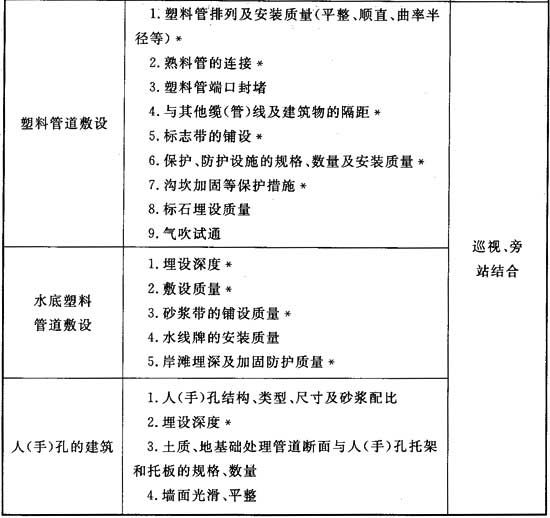 塑料管道敷设
1.塑料管排列及安装质量(平整、顺直、曲率半
径等)*
2.熟料管的连接*
3.塑料管端口封堵
4.与其他缆(管)线及建筑物的隔距*
5.标志带的铺设*
6.保护、防护设施的规格、数量及安装质量*
7.沟坎加固等保护措施*
8.标石埋设质量
9.气吹试通
水底塑料
管道敷设
1.埋设深度*
2.敷设质量*
3.砂浆带的铺设质量*
4.水线牌的安装质量
5.岸滩埋深及加固防护质量*
人(手)孔的建筑
1.人(手)孔结构、类型、尺寸及砂浆配比
2.埋设深度*
3.土质、地基础处理管道断面与人(手)孔托架
和托板的规格、数量
4.墙面光滑、平整
巡视、旁
站结合